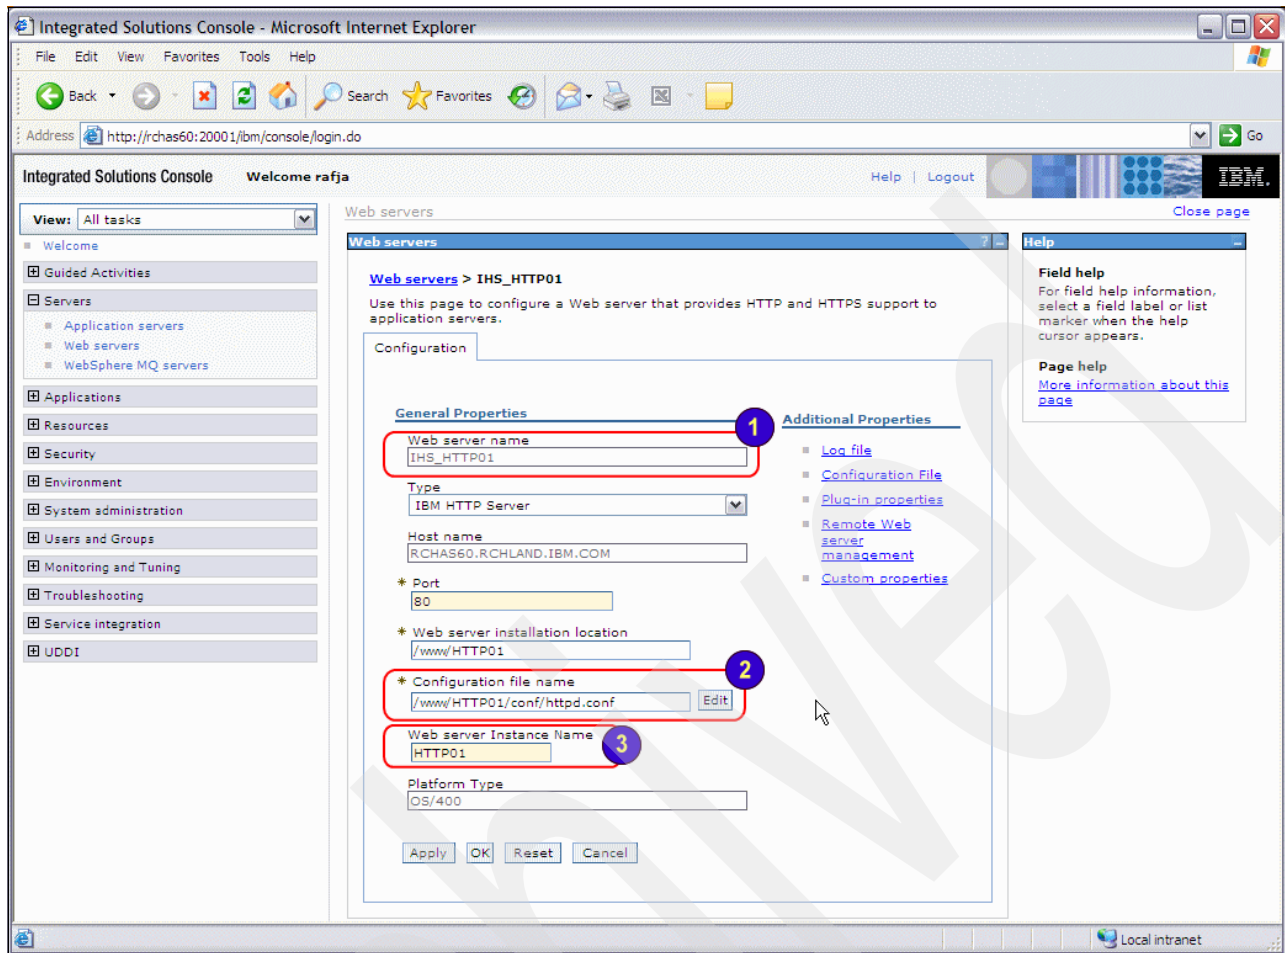 Integrated Solutions Console - Microsoft Internet Explorer
File Edit View Favorites Tools Help
Back Search Favorites
Address http://rchas60:20001/ibm/console/login.do Go
Integrated Solutions Console Welcome rafja Help | Logout IBM.
View: All tasks
Welcome
Guided Activities
Servers
Application servers
Web servers
WebSphere MQ servers
Applications
Resources
Security
Environment
System administration
Users and Groups
Monitoring and Tuning
Troubleshooting
Service integration
UDDI
Web servers Close page
Web servers ? -
Web servers > IHS_HTTP01
Use this page to configure a Web server that provides HTTP and HTTPS support to
application servers.
Configuration
General Properties
Web server name 1
IHS_HTTP01
Type
IBM HTTP Server
Host name
RCHAS60.RCHLAND.IBM.COM
* Port
80
* Web server installation location
/www/HTTP01
* Configuration file name 2
/www/HTTP01/conf/httpd.conf Edit
Web server Instance Name 3
HTTP01
Platform Type
OS/400
Apply OK Reset Cancel
Additional Properties
Log file
Configuration File
Plug-in properties
Remote Web
server
management
Custom properties
Help -
Field help
For field help information,
select a field label or list
marker when the help
cursor appears.
Page help
More information about this
page
Local intranet